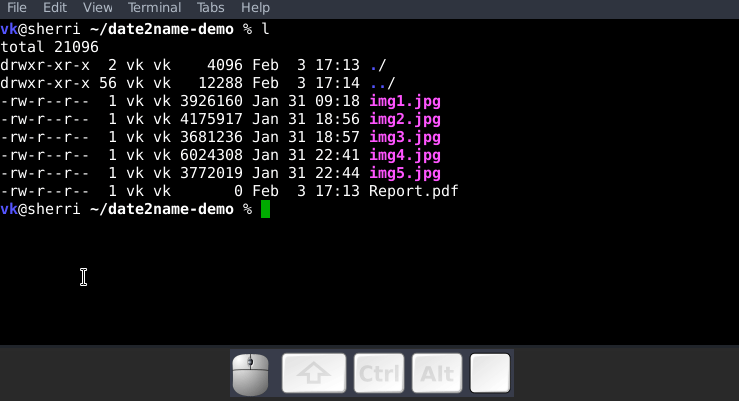 File Edit View Terminal Tabs Help
vk@sherri ~/date2name-demo % l
total 21096
drwxr-xr-x  2 vk vk    4096 Feb  3 17:13 ./
drwxr-xr-x 56 vk vk   12288 Feb  3 17:14 ../
-rw-r--r--  1 vk vk 3926160 Jan 31 09:18 img1.jpg
-rw-r--r--  1 vk vk 4175917 Jan 31 18:56 img2.jpg
-rw-r--r--  1 vk vk 3681236 Jan 31 18:57 img3.jpg
-rw-r--r--  1 vk vk 6024308 Jan 31 22:41 img4.jpg
-rw-r--r--  1 vk vk 3772019 Jan 31 22:44 img5.jpg
-rw-r--r--  1 vk vk       0 Feb  3 17:13 Report.pdf
vk@sherri ~/date2name-demo %
Ctrl Alt